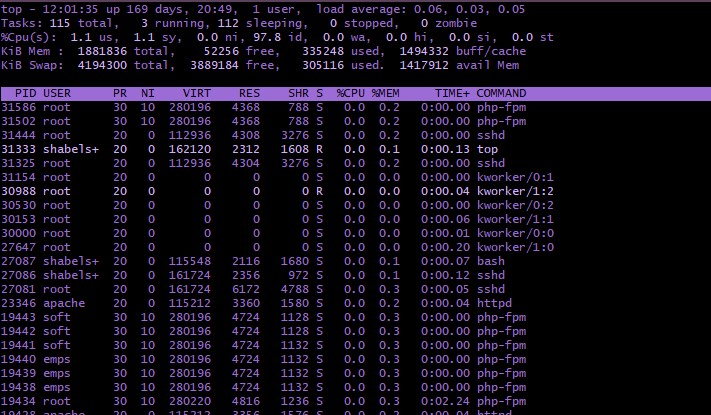 top - 12:01:35 up 169 days, 20:49,  1 user,  load average: 0.06, 0.03, 0.05
Tasks: 115 total,   3 running, 112 sleeping,   0 stopped,   0 zombie
%Cpu(s):  1.1 us,  1.1 sy,  0.0 ni, 97.8 id,  0.0 wa,  0.0 hi,  0.0 si,  0.0 st
KiB Mem :  1881836 total,    52256 free,   335248 used,  1494332 buff/cache
KiB Swap:  4194300 total,  3889184 free,   305116 used.  1417912 avail Mem
  PID USER      PR  NI    VIRT    RES    SHR S  %CPU %MEM     TIME+ COMMAND
31586 root      30  10  280196   4368    788 S   0.0  0.2   0:00.00 php-fpm
31502 root      30  10  280196   4368    788 S   0.0  0.2   0:00.00 php-fpm
31444 root      20   0  112936   4308   3276 S   0.0  0.2   0:00.00 sshd
31333 shabels+  20   0  162120   2312   1608 R   0.0  0.1   0:00.13 top
31325 root      20   0  112936   4304   3276 S   0.0  0.2   0:00.00 sshd
31154 root      20   0       0      0      0 S   0.0  0.0   0:00.00 kworker/0:1
30988 root      20   0       0      0      0 R   0.0  0.0   0:00.04 kworker/1:2
30530 root      20   0       0      0      0 S   0.0  0.0   0:00.00 kworker/0:2
30153 root      20   0       0      0      0 S   0.0  0.0   0:00.06 kworker/1:1
30000 root      20   0       0      0      0 S   0.0  0.0   0:00.01 kworker/0:0
27647 root      20   0       0      0      0 S   0.0  0.0   0:00.20 kworker/1:0
27087 shabels+  20   0  115548   2116   1680 S   0.0  0.1   0:00.07 bash
27086 shabels+  20   0  161724   2356    972 S   0.0  0.1   0:00.12 sshd
27081 root      20   0  161724   6172   4788 S   0.0  0.3   0:00.05 sshd
23346 apache    20   0  115212   3360   1580 S   0.0  0.2   0:00.04 httpd
19443 soft      30  10  280196   4724   1128 S   0.0  0.3   0:00.00 php-fpm
19442 soft      30  10  280196   4724   1128 S   0.0  0.3   0:00.00 php-fpm
19441 soft      30  10  280196   4724   1132 S   0.0  0.3   0:00.00 php-fpm
19440 emps      30  10  280196   4724   1132 S   0.0  0.3   0:00.00 php-fpm
19439 emps      30  10  280196   4724   1132 S   0.0  0.3   0:00.00 php-fpm
19438 emps      30  10  280196   4724   1132 S   0.0  0.3   0:00.00 php-fpm
19434 root      30  10  280220   4816   1236 S   0.0  0.3   0:02.24 php-fpm
19428 apache    20   0  115212   3356   1576 S   0.0  0.2   0:00.04 httpd